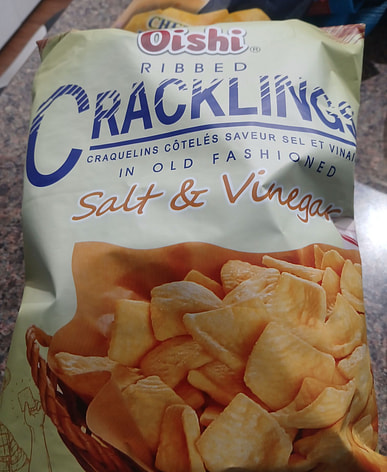 Oishi®
RIBBED
CRACKLINGS
CRAQUELINS CÔTELÉS SAVEUR SEL ET VINAI
IN OLD FASHIONED
Salt & Vinegar